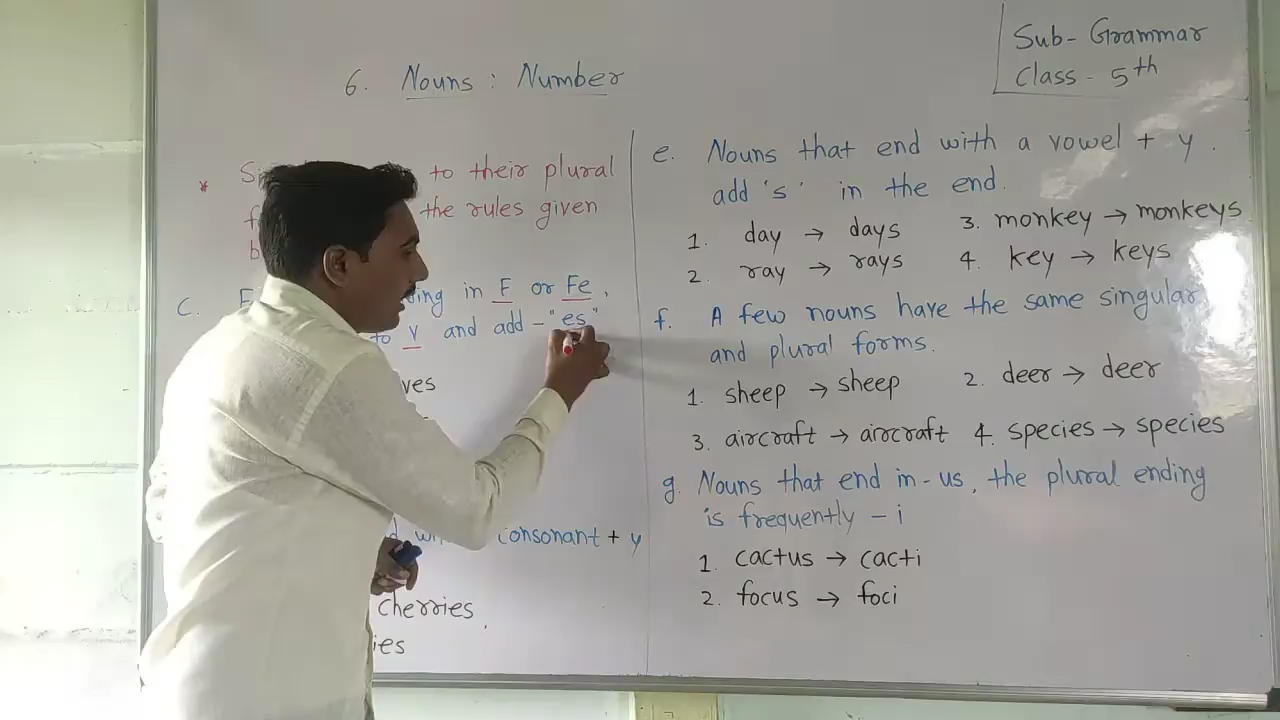 Sub- Grammar
Class - 5th
6. Nouns : Number
* to their plural
the rules given
c. in F or Fe,
to v and add - "es"
consonant + y
cherries
e. Nouns that end with a vowel + y.
add 's' in the end.
1. day → days 3. monkey → monkeys
2. ray → rays 4. key → keys
f. A few nouns have the same singular
and plural forms.
1. sheep → sheep 2. deer → deer
3. aircraft → aircraft 4. species → species
g. Nouns that end in - us, the plural ending
is frequently - i
1. cactus → cacti
2. focus → foci